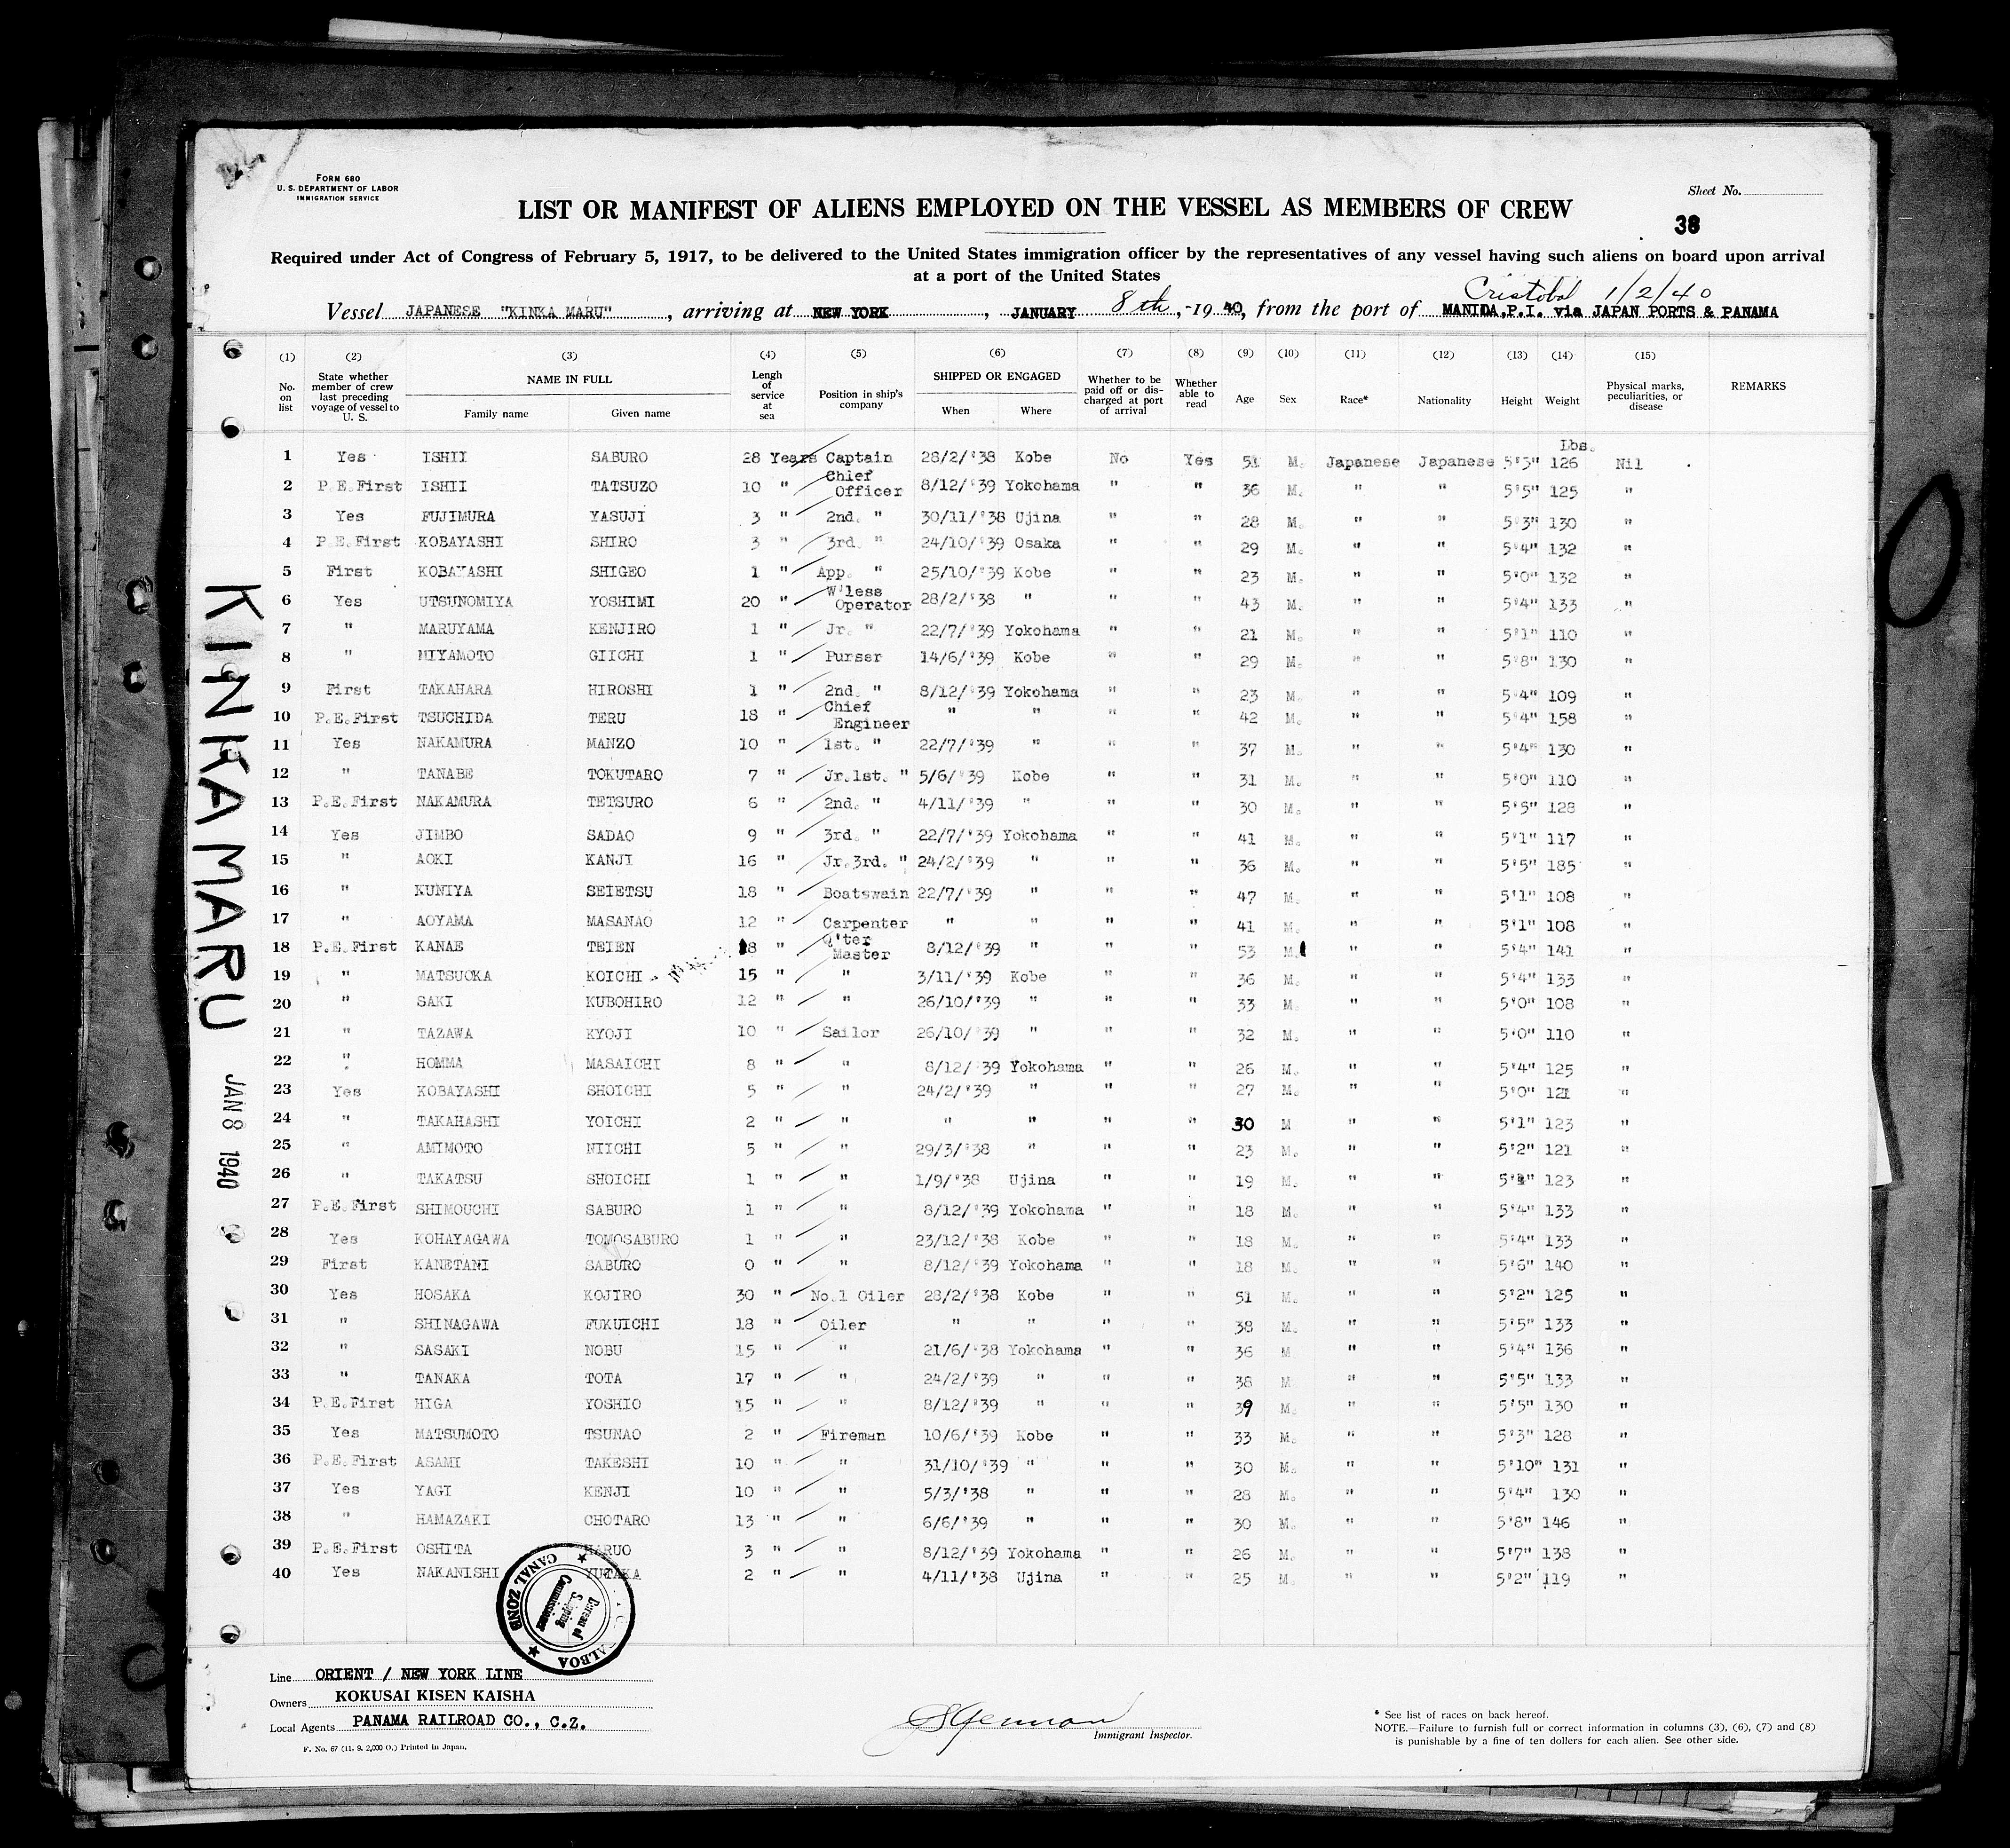 FORM 680
U. S. DEPARTMENT OF LABOR
IMMIGRATION SERVICE
Sheet No.
LIST OR MANIFEST OF ALIENS EMPLOYED ON THE VESSEL AS MEMBERS OF CREW
38
Required under Act of Congress of February 5, 1917, to be delivered to the United States immigration officer by the representatives of any vessel having such aliens on board upon arrival
at a port of the United States
Cristobal 1/2/40
Vessel JAPANESE "KINKA MARU", arriving at NEW YORK, JANUARY 8th, -1940, from the port of MANIDA,P.I. via JAPAN PORTS & PANAMA
(1) (2) (3) (4) (5) (6) (7) (8) (9) (10) (11) (12) (13) (14) (15)
No. on list State whether member of crew last preceding voyage of vessel to U. S. NAME IN FULL Family name Given name Lengh of service at sea Position in ship's company SHIPPED OR ENGAGED When Where Whether to be paid off or discharged at port of arrival Whether able to read Age Sex Race* Nationality Height Weight Physical marks, peculiarities, or disease REMARKS
Lbs.
1 Yes ISHII SABURO 28 Years Captain 28/2/'38 Kobe No Yes 51 M. Japanese Japanese 5'3" 126 Nil
2 P.E.First ISHII TATSUZO 10 " Chief Officer 8/12/'39 Yokohama " " 36 M. " " 5'5" 125 "
3 Yes FUJIMURA YASUJI 3 " 2nd. " 30/11/'38 Ujina " " 28 M. " " 5'3" 130 "
4 P.E.First KOBAYASHI SHIRO 3 " 3rd. " 24/10/'39 Osaka " " 29 M. " " 5'4" 132 "
5 First KOBAYASHI SHIGEO 1 " App. " 25/10/'39 Kobe " " 23 M. " " 5'0" 132 "
6 Yes UTSUNOMIYA YOSHIMI 20 " W'less Operator 28/2/'38 " " " 43 M. " " 5'4" 133 "
7 " MARUYAMA KENJIRO 1 " Jr. " 22/7/'39 Yokohama " " 21 M. " " 5'1" 110 "
8 " MIYAMOTO GIICHI 1 " Purser 14/6/'39 Kobe " " 29 M. " " 5'8" 130 "
9 First TAKAHARA HIROSHI 1 " 2nd. " 8/12/'39 Yokohama " " 23 M. " " 5'4" 109 "
10 P.E.First TSUCHIDA TERU 18 " Chief Engineer " " " " 42 M. " " 5'4" 158 "
11 Yes NAKAMURA MANZO 10 " 1st. " 22/7/'39 " " " 37 M. " " 5'4" 130 "
12 " TANABE TOKUTARO 7 " Jr.1st. " 5/6/'39 Kobe " " 31 M. " " 5'0" 110 "
13 P.E.First NAKAMURA TETSURO 6 " 2nd. " 4/11/'39 " " " 30 M. " " 5'5" 128 "
14 Yes JIMBO SADAO 9 " 3rd. " 22/7/'39 Yokohama " " 41 M. " " 5'1" 117 "
15 " AOKI KANJI 16 " Jr.3rd. " 24/2/'39 " " " 36 M. " " 5'5" 185 "
16 " KUNIYA SEIETSU 18 " Boatswain 22/7/'39 " " " 47 M. " " 5'1" 108 "
17 " AOYAMA MASANAO 12 " Carpenter " " " " 41 M. " " 5'1" 108 "
18 P.E.First KANAE TEIEN 18 " Q'ter Master 8/12/'39 " " " 53 M. " " 5'4" 141 "
19 " MATSUOKA KOICHI 15 " " 3/11/'39 Kobe " " 36 M. " " 5'4" 133 "
20 " SAKI KUBOHIRO 12 " " 26/10/'39 " " " 33 M. " " 5'0" 108 "
21 " TAZAWA KYOJI 10 " Sailor 26/10/'39 " " " 32 M. " " 5'0" 110 "
22 " HOMMA MASAICHI 8 " " 8/12/'39 Yokohama " " 26 M. " " 5'4" 125 "
23 Yes KOBAYASHI SHOICHI 5 " " 24/2/'39 " " " 27 M. " " 5'0" 121 "
24 " TAKAHASHI YOICHI 2 " " " " " " 30 M " " 5'1" 123 "
25 " AMIMOTO NIICHI 5 " " 29/3/'38 " " " 23 M. " " 5'2" 121 "
26 " TAKATSU SHOICHI 1 " " 1/9/'38 Ujina " " 19 M. " " 123 "
27 P.E.First SHIMOUCHI SABURO 1 " " 8/12/'39 Yokohama " " 18 M. " " 5'4" 133 "
28 Yes KOHAYAGAWA TOMOSABURO 1 " " 23/12/'38 Kobe " " 18 M. " " 5'4" 133 "
29 First KANETANI SABURO 0 " " 8/12/'39 Yokohama " " 18 M. " " 5'6" 140 "
30 Yes HOSAKA KOJIRO 30 " No.1 Oiler 28/2/'38 Kobe " " 51 M. " " 5'2" 125 "
31 " SHINAGAWA FUKUICHI 18 " Oiler " " " " 38 M. " " 5'5" 133 "
32 " SASAKI NOBU 15 " " 21/6/'38 Yokohama " " 36 M " " 5'4" 136 "
33 " TANAKA TOTA 17 " " 24/2/'39 " " " 38 M " " 5'5" 133 "
34 P.E.First HIGA YOSHIO 15 " " 8/12/'39 " " " 39 M. " " 5'5" 130 "
35 Yes MATSUMOTO TSUNAO 2 " Fireman 10/6/'39 Kobe " " 33 M. " " 5'3" 128 "
36 P.E.First ASAMI TAKESHI 10 " " 31/10/'39 " " " 30 M. " " 5'10" 131 "
37 Yes YAGI KENJI 10 " " 5/3/'38 " " " 28 M. " " 5'4" 130 "
38 " HAMAZAKI CHOTARO 13 " " 6/6/'39 " " " 30 M. " " 5'8" 146 "
39 P.E.First OSHITA HARUO 3 " " 8/12/'39 Yokohama " " 26 M. " " 5'7" 138 "
40 Yes NAKANISHI YUTAKA 2 " " 4/11/'38 Ujina " " 25 M. " " 5'2" 119 "
KINKA MARU
JAN 8 1940
BALBOA CANAL ZONE
Bureau of
Shipping
Commissioner
Line ORIENT / NEW YORK LINE
Owners KOKUSAI KISEN KAISHA
Local Agents PANAMA RAILROAD CO., C.Z.
F. No. 67 (11. 9. 2,000 O.) Printed in Japan.
Immigrant Inspector.
* See list of races on back hereof.
NOTE.—Failure to furnish full or correct information in columns (3), (6), (7) and (8)
is punishable by a fine of ten dollars for each alien. See other side.